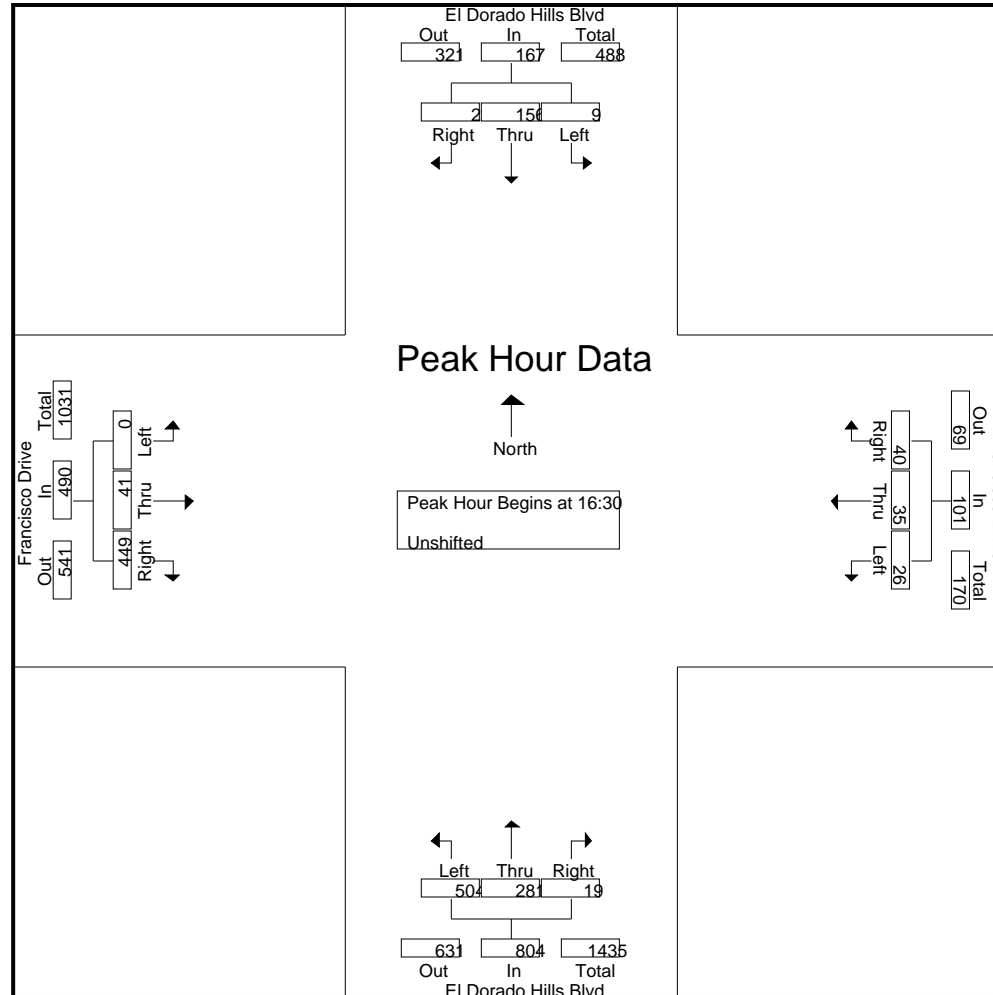 El Dorado Hills Blvd
Out In Total
321 167 488
2 156 9
Right Thru Left
Peak Hour Data
North
Peak Hour Begins at 16:30
Unshifted
Francisco Drive
Total In Out
1031 490 541
0 41 449
Left Thru Right
Right Thru Left
40 35 26
Out In Total
69 101 170
Left Thru Right
504 281 19
631 804 1435
Out In Total
El Dorado Hills Blvd